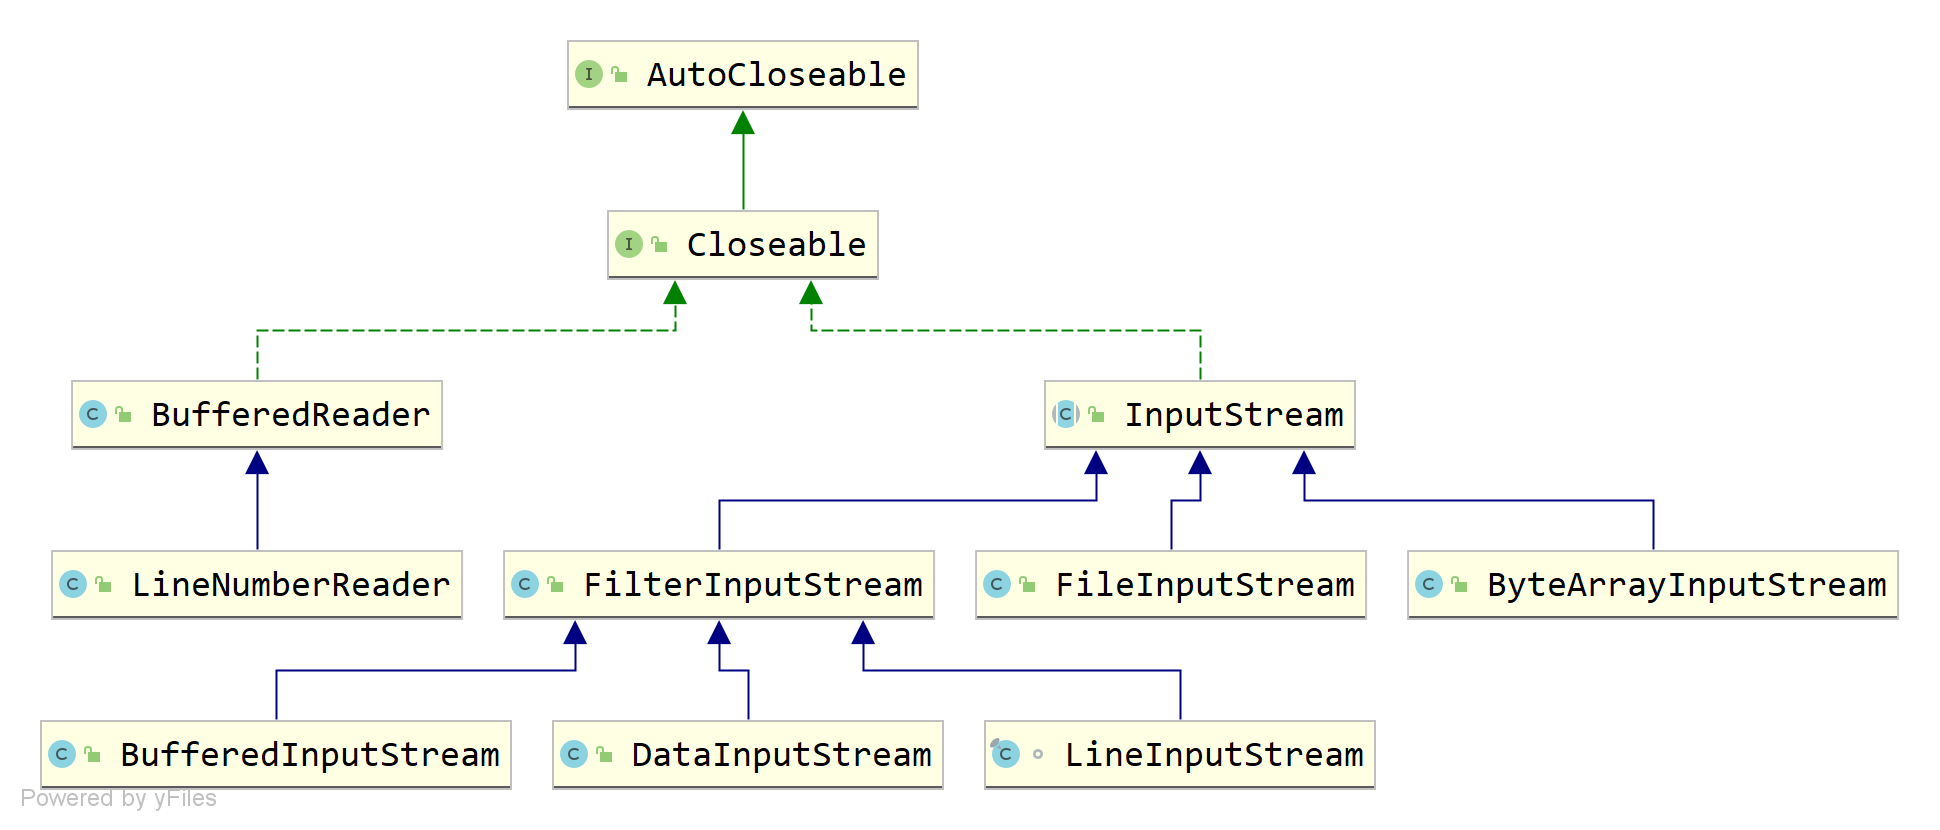 AutoCloseable
Closeable
BufferedReader
InputStream
LineNumberReader
FilterInputStream
FileInputStream
ByteArrayInputStream
BufferedInputStream
DataInputStream
LineInputStream
Powered by yFiles